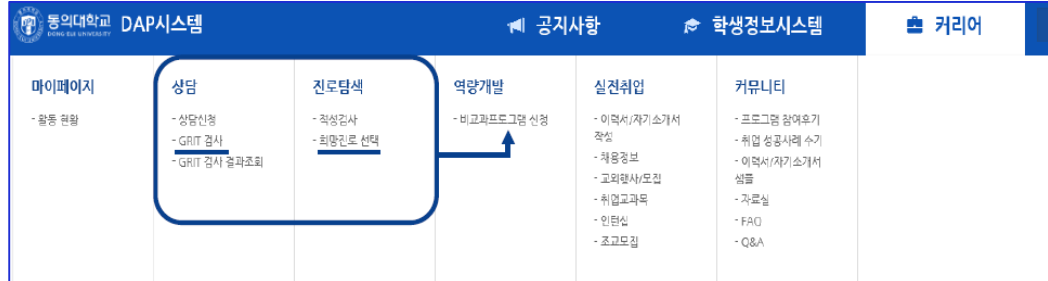 동의대학교 DAP시스템
DONG EUI UNIVERSITY
공지사항
학생정보시스템
커리어
마이페이지
- 활동 현황
상담
- 상담신청
- GRIT 검사
- GRIT 검사 결과조회
진로탐색
- 적성검사
- 희망진로 선택
역량개발
- 비교과프로그램 신청
실전취업
- 이력서/자기소개서
작성
- 채용정보
- 교외행사/모집
- 취업교과목
- 인턴십
- 조교모집
커뮤니티
- 프로그램 참여후기
- 취업 성공사례 수기
- 이력서/자기소개서
샘플
- 자료실
- FAQ
- Q&A